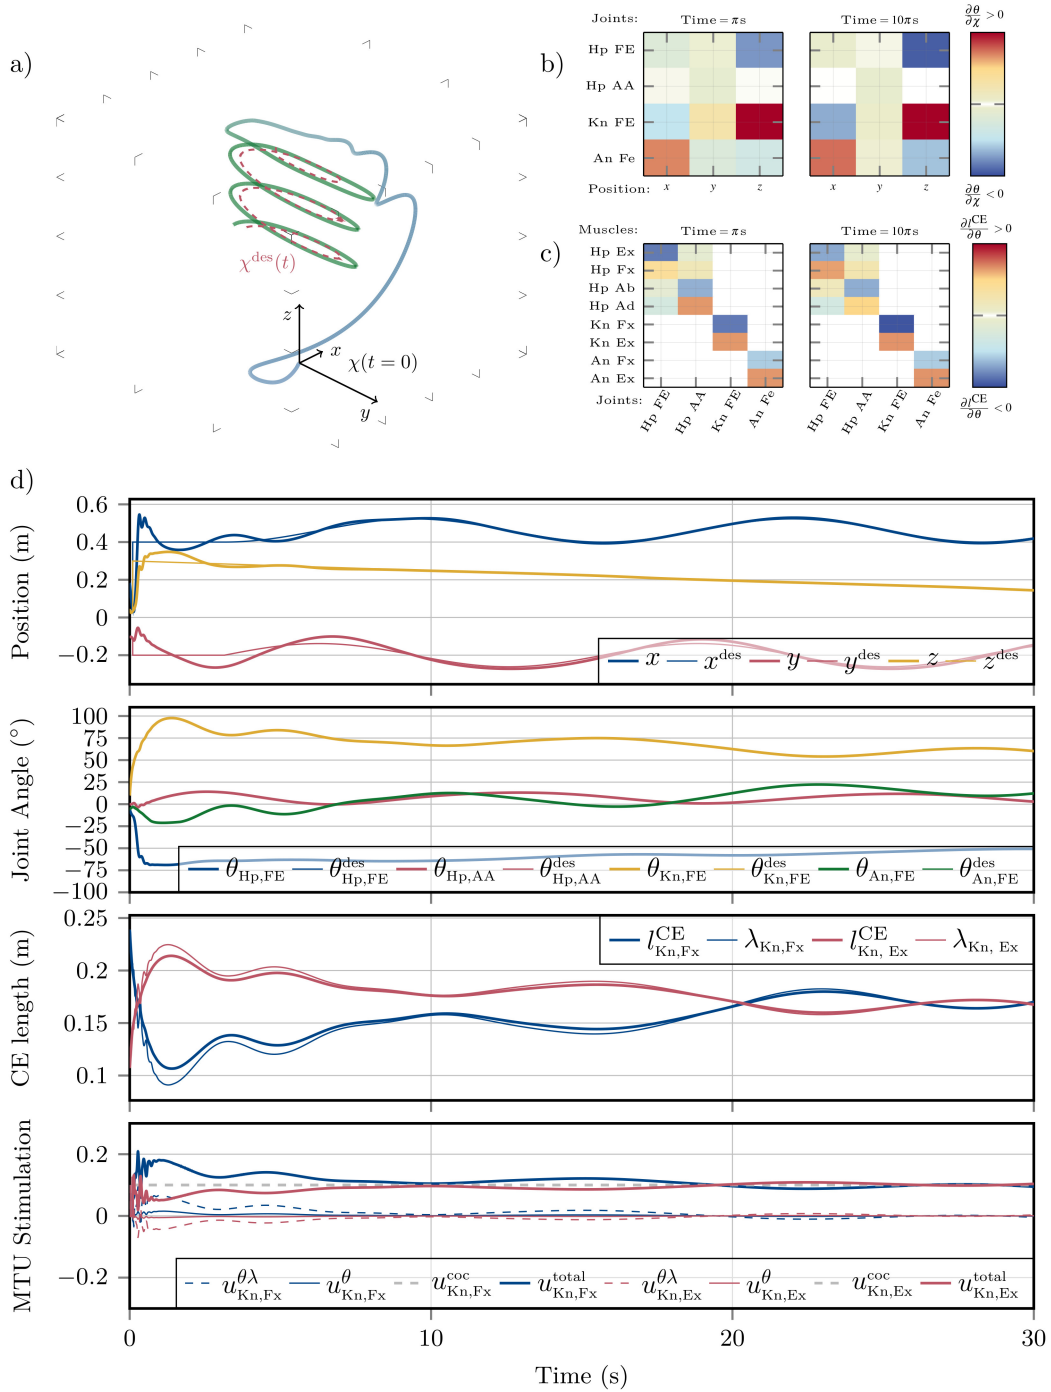 a)
χ^des(t)
z
x
χ(t = 0)
y
b)
Joints: Time = πs Time = 10πs
∂θ/∂χ > 0
Hp FE
Hp AA
Kn FE
An Fe
Position: x y z x y z
∂θ/∂χ < 0
c)
Muscles: Time = πs Time = 10πs
∂l^CE/∂θ > 0
Hp Ex
Hp Fx
Hp Ab
Hp Ad
Kn Fx
Kn Ex
An Fx
An Ex
Joints: Hp FE Hp AA Kn FE An Fe Hp FE Hp AA Kn FE An Fe
∂l^CE/∂θ < 0
d)
Position (m)
0.6
0.4
0.2
0
−0.2
x x^des y y^des z z^des
Joint Angle (°)
100
75
50
25
0
−25
−50
−75
−100
θ_Hp,FE θ^des_Hp,FE θ_Hp,AA θ^des_Hp,AA θ_Kn,FE θ^des_Kn,FE θ_An,FE θ^des_An,FE
CE length (m)
0.25
0.2
0.15
0.1
l^CE_Kn,Fx λ_Kn,Fx l^CE_Kn, Ex λ_Kn, Ex
MTU Stimulation
0.2
0
−0.2
u^θλ_Kn,Fx u^θ_Kn,Fx u^coc_Kn,Fx u^total_Kn,Fx u^θλ_Kn,Ex u^θ_Kn,Ex u^coc_Kn,Ex u^total_Kn,Ex
0 10 20 30
Time (s)